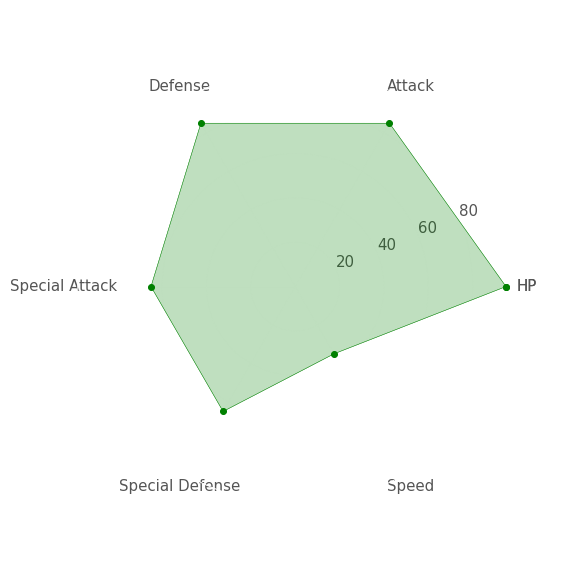 Defense
Attack
80
60
40
20
Special Attack
HP
Special Defense
Speed